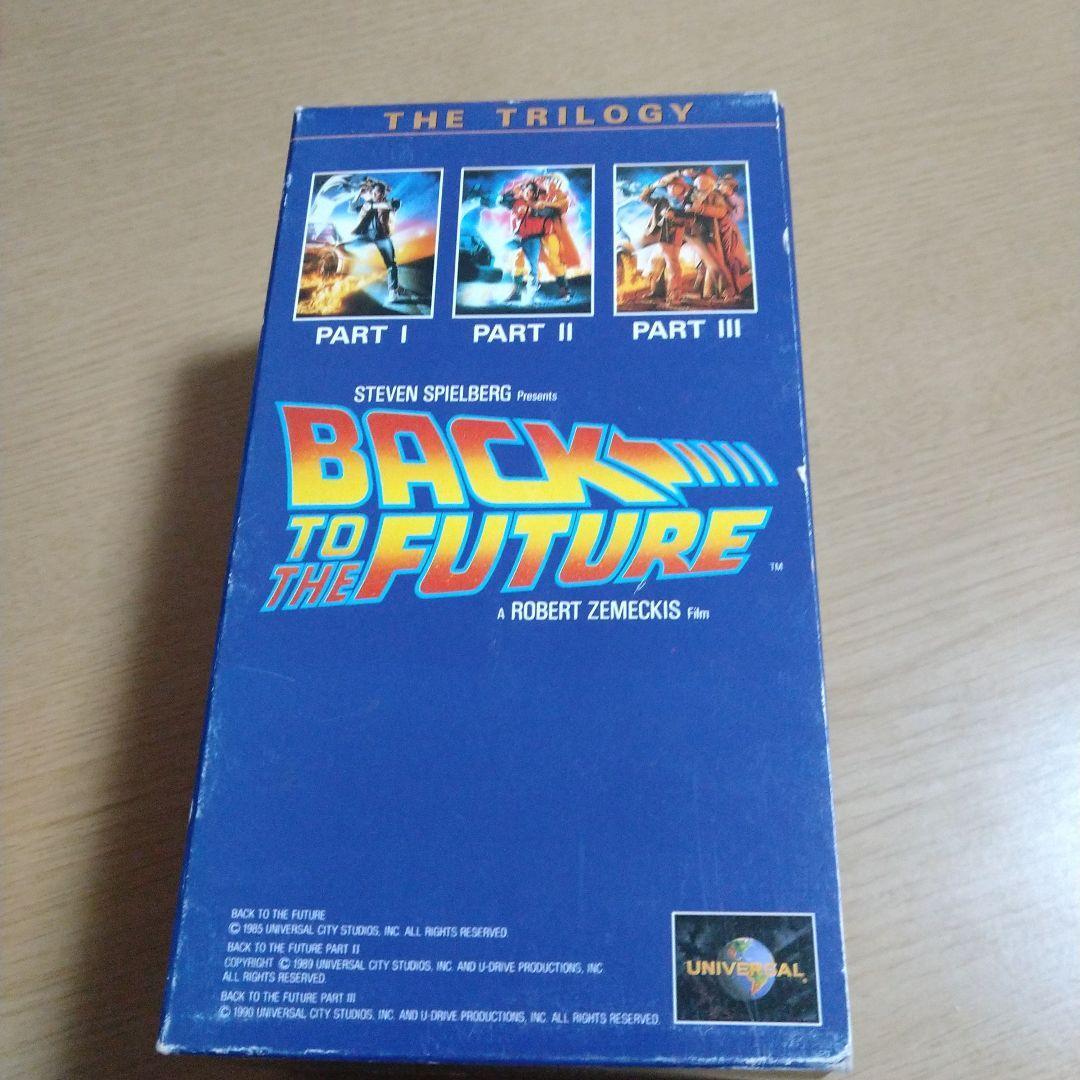 THE TRILOGY
PART I
PART II
PART III
STEVEN SPIELBERG Presents
BACK
TO
THE FUTURE
TM
A ROBERT ZEMECKIS Film
BACK TO THE FUTURE
© 1985 UNIVERSAL CITY STUDIOS, INC. ALL RIGHTS RESERVED.
BACK TO THE FUTURE PART II
COPYRIGHT © 1989 UNIVERSAL CITY STUDIOS, INC. AND U-DRIVE PRODUCTIONS, INC.
ALL RIGHTS RESERVED.
BACK TO THE FUTURE PART III
© 1990 UNIVERSAL CITY STUDIOS, INC. AND U-DRIVE PRODUCTIONS, INC. ALL RIGHTS RESERVED.
UNIVERSAL